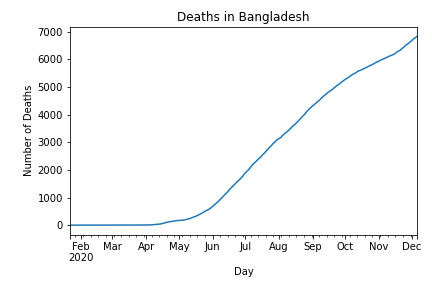 Deaths in Bangladesh
Number of Deaths
7000
6000
5000
4000
3000
2000
1000
0
Feb Mar Apr May Jun Jul Aug Sep Oct Nov Dec
2020
Day